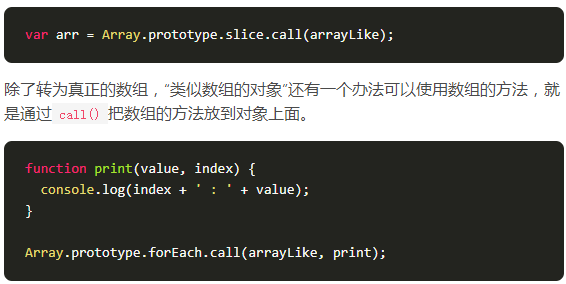 var arr = Array.prototype.slice.call(arrayLike);
除了转为真正的数组，“类似数组的对象”还有一个办法可以使用数组的方法，就
是通过 call() 把数组的方法放到对象上面。
function print(value, index) {
  console.log(index + ' : ' + value);
}
Array.prototype.forEach.call(arrayLike, print);